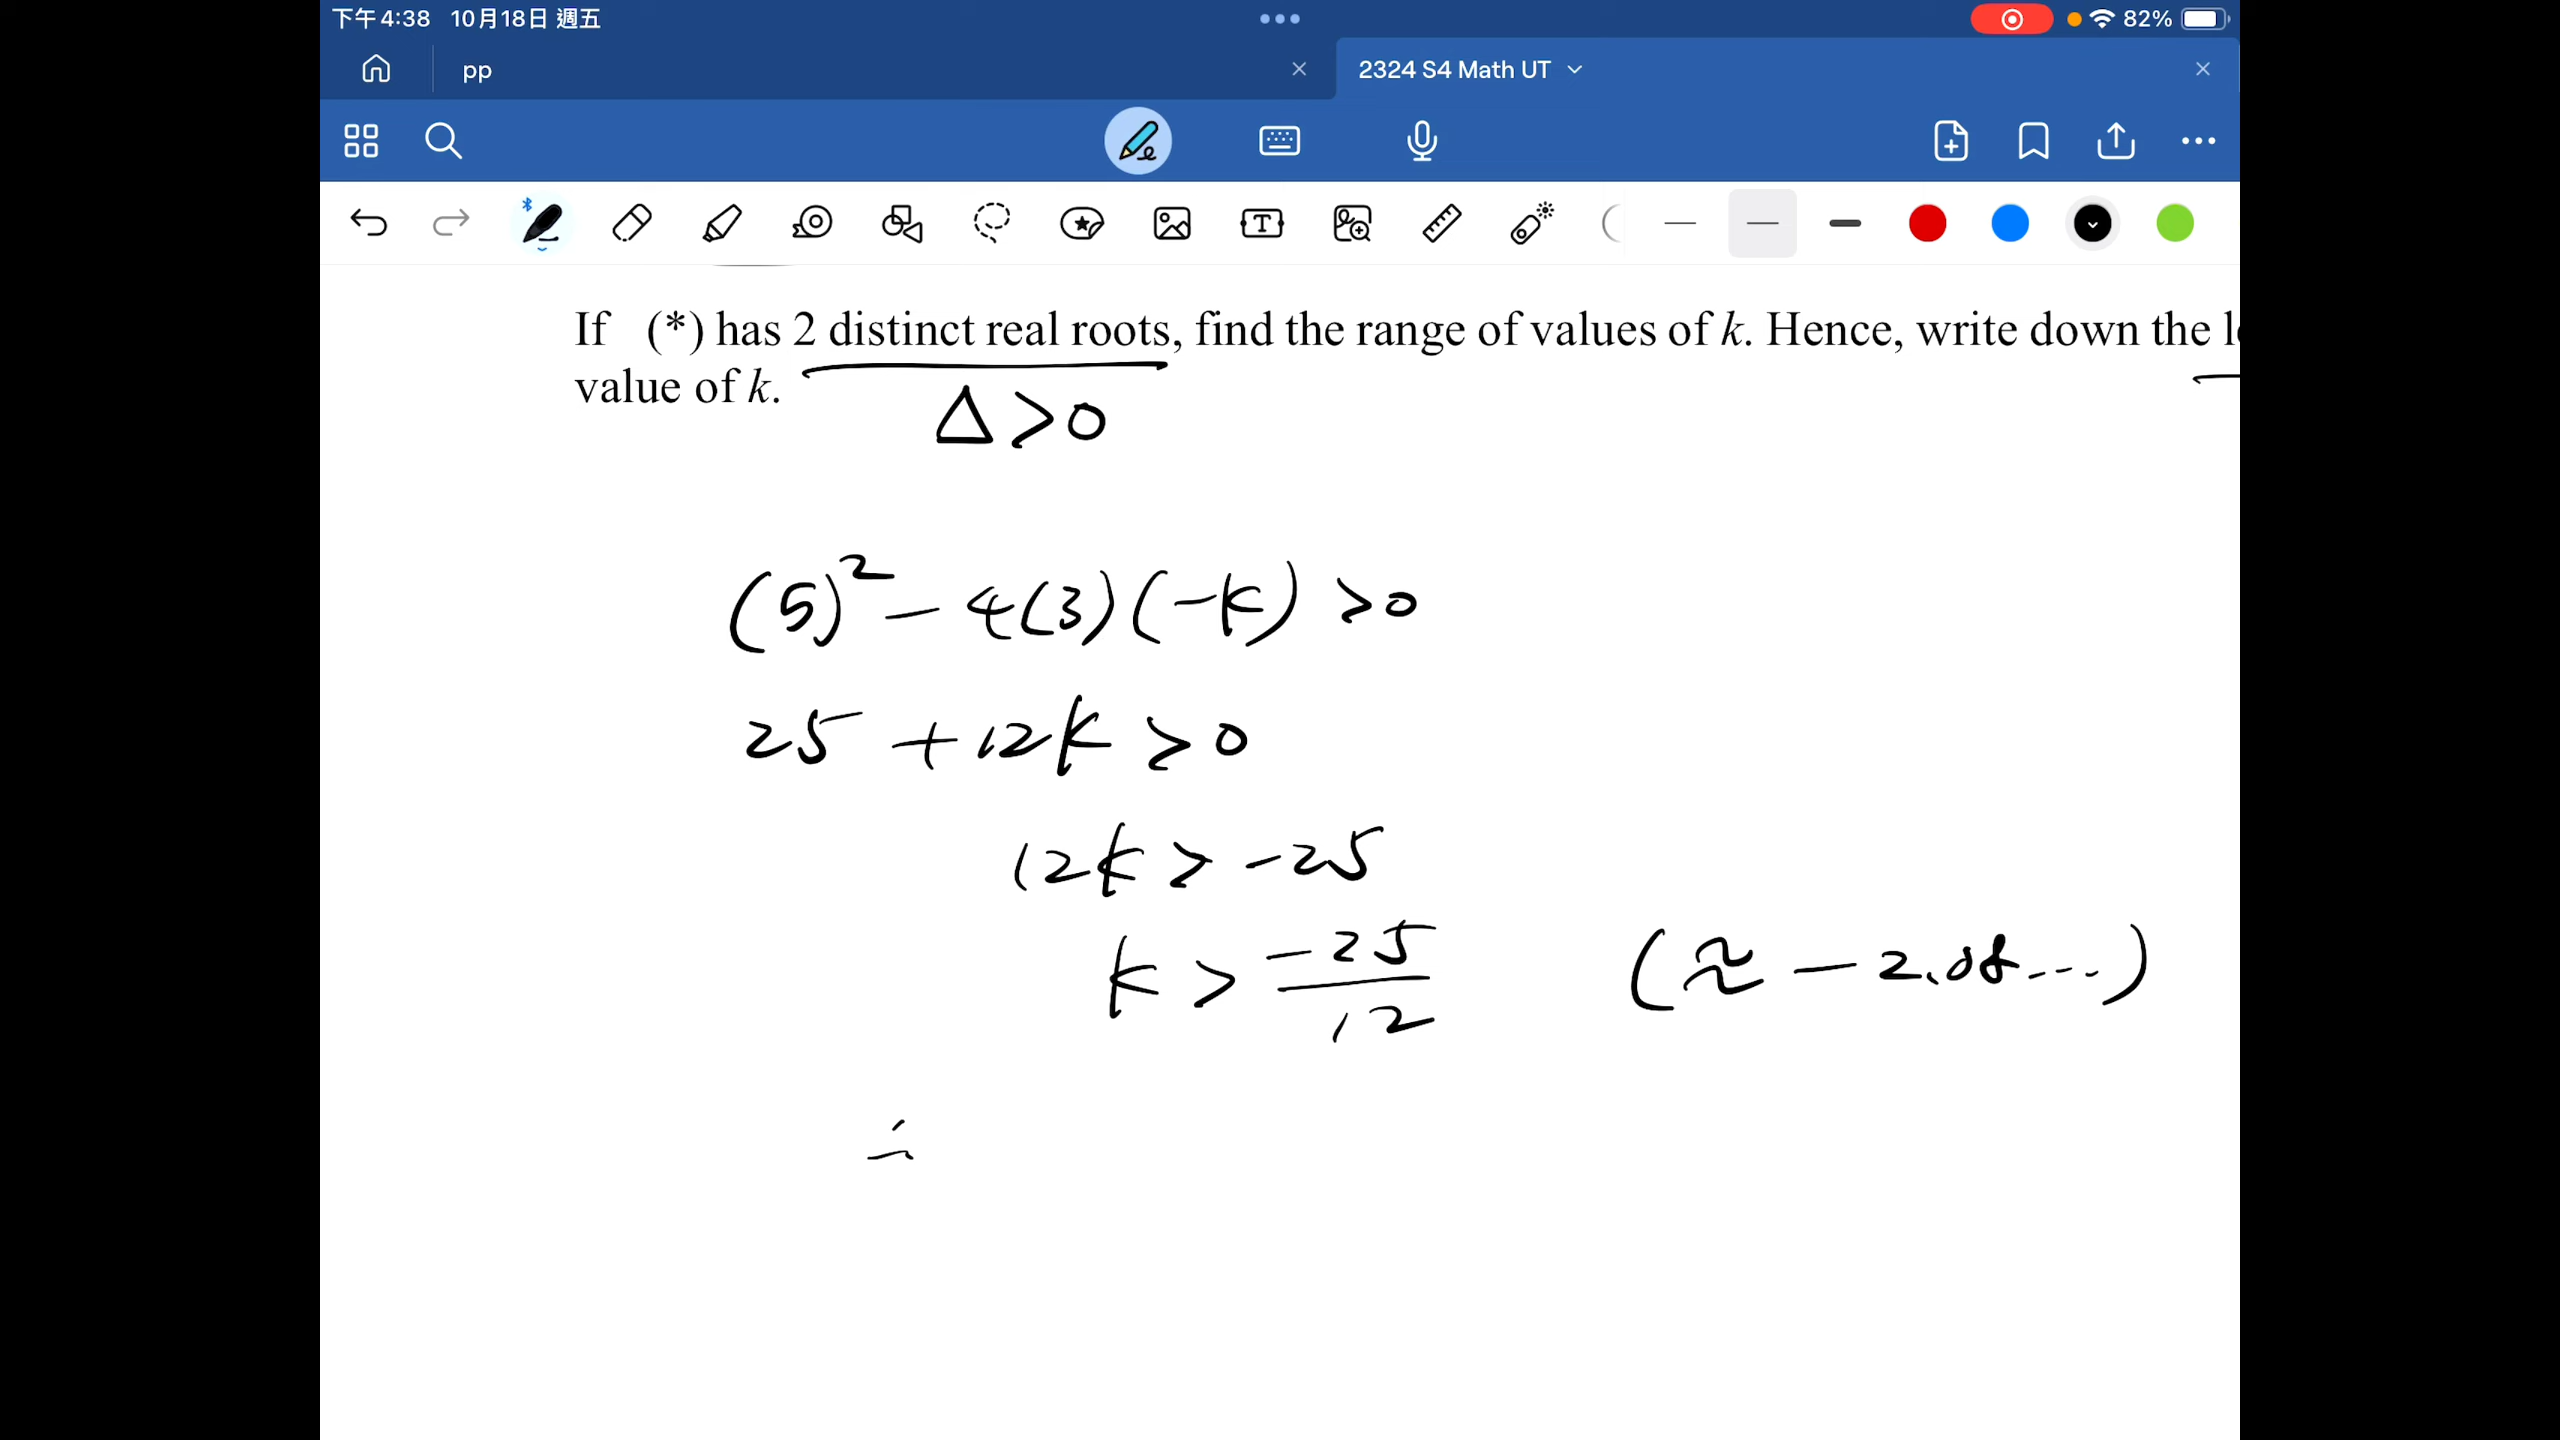 下午4:38 10月18日 週五 82%
pp 2324 S4 Math UT
If (*) has 2 distinct real roots, find the range of values of k. Hence, write down the
value of k.
Δ>0
(5)² - 4(3)(-k) >0
25 + 12k > 0
12k > -25
k > -25/12 (≈ -2.08...)